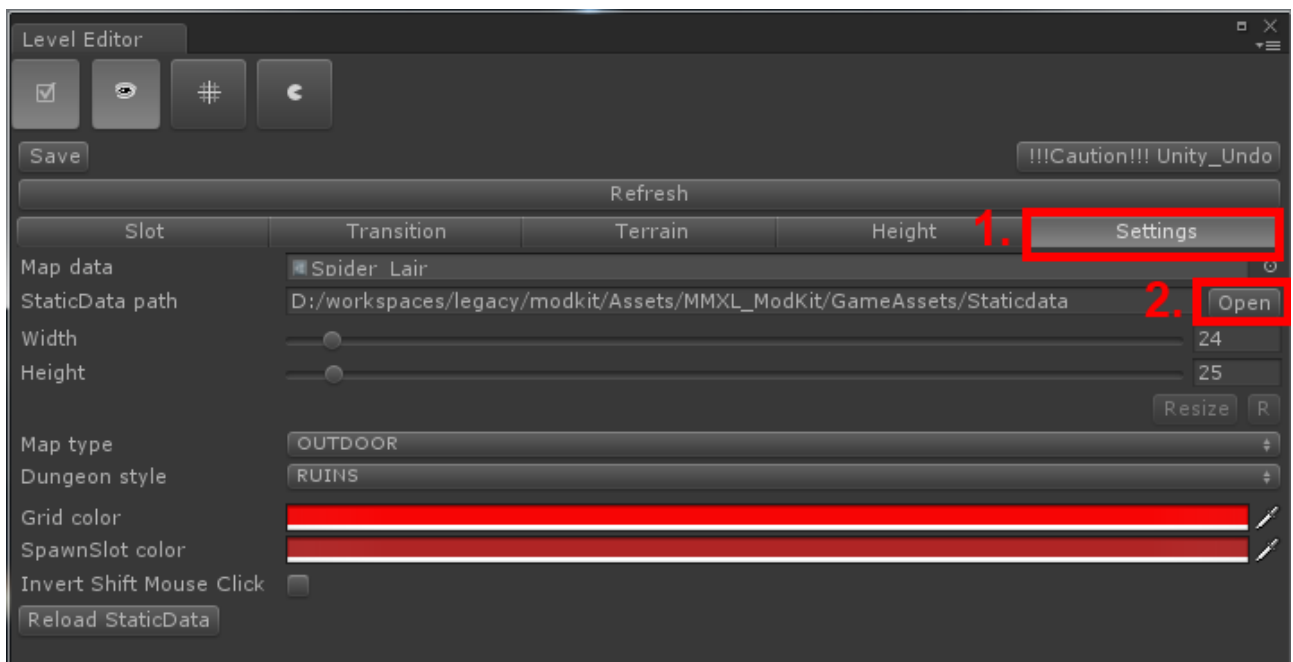 Level Editor
Save
!!!Caution!!! Unity_Undo
Refresh
Slot Transition Terrain Height 1. Settings
Map data Spider_Lair
StaticData path D:/workspaces/legacy/modkit/Assets/MMXL_ModKit/GameAssets/Staticdata 2. Open
Width 24
Height 25
Resize R
Map type OUTDOOR
Dungeon style RUINS
Grid color
SpawnSlot color
Invert Shift Mouse Click
Reload StaticData